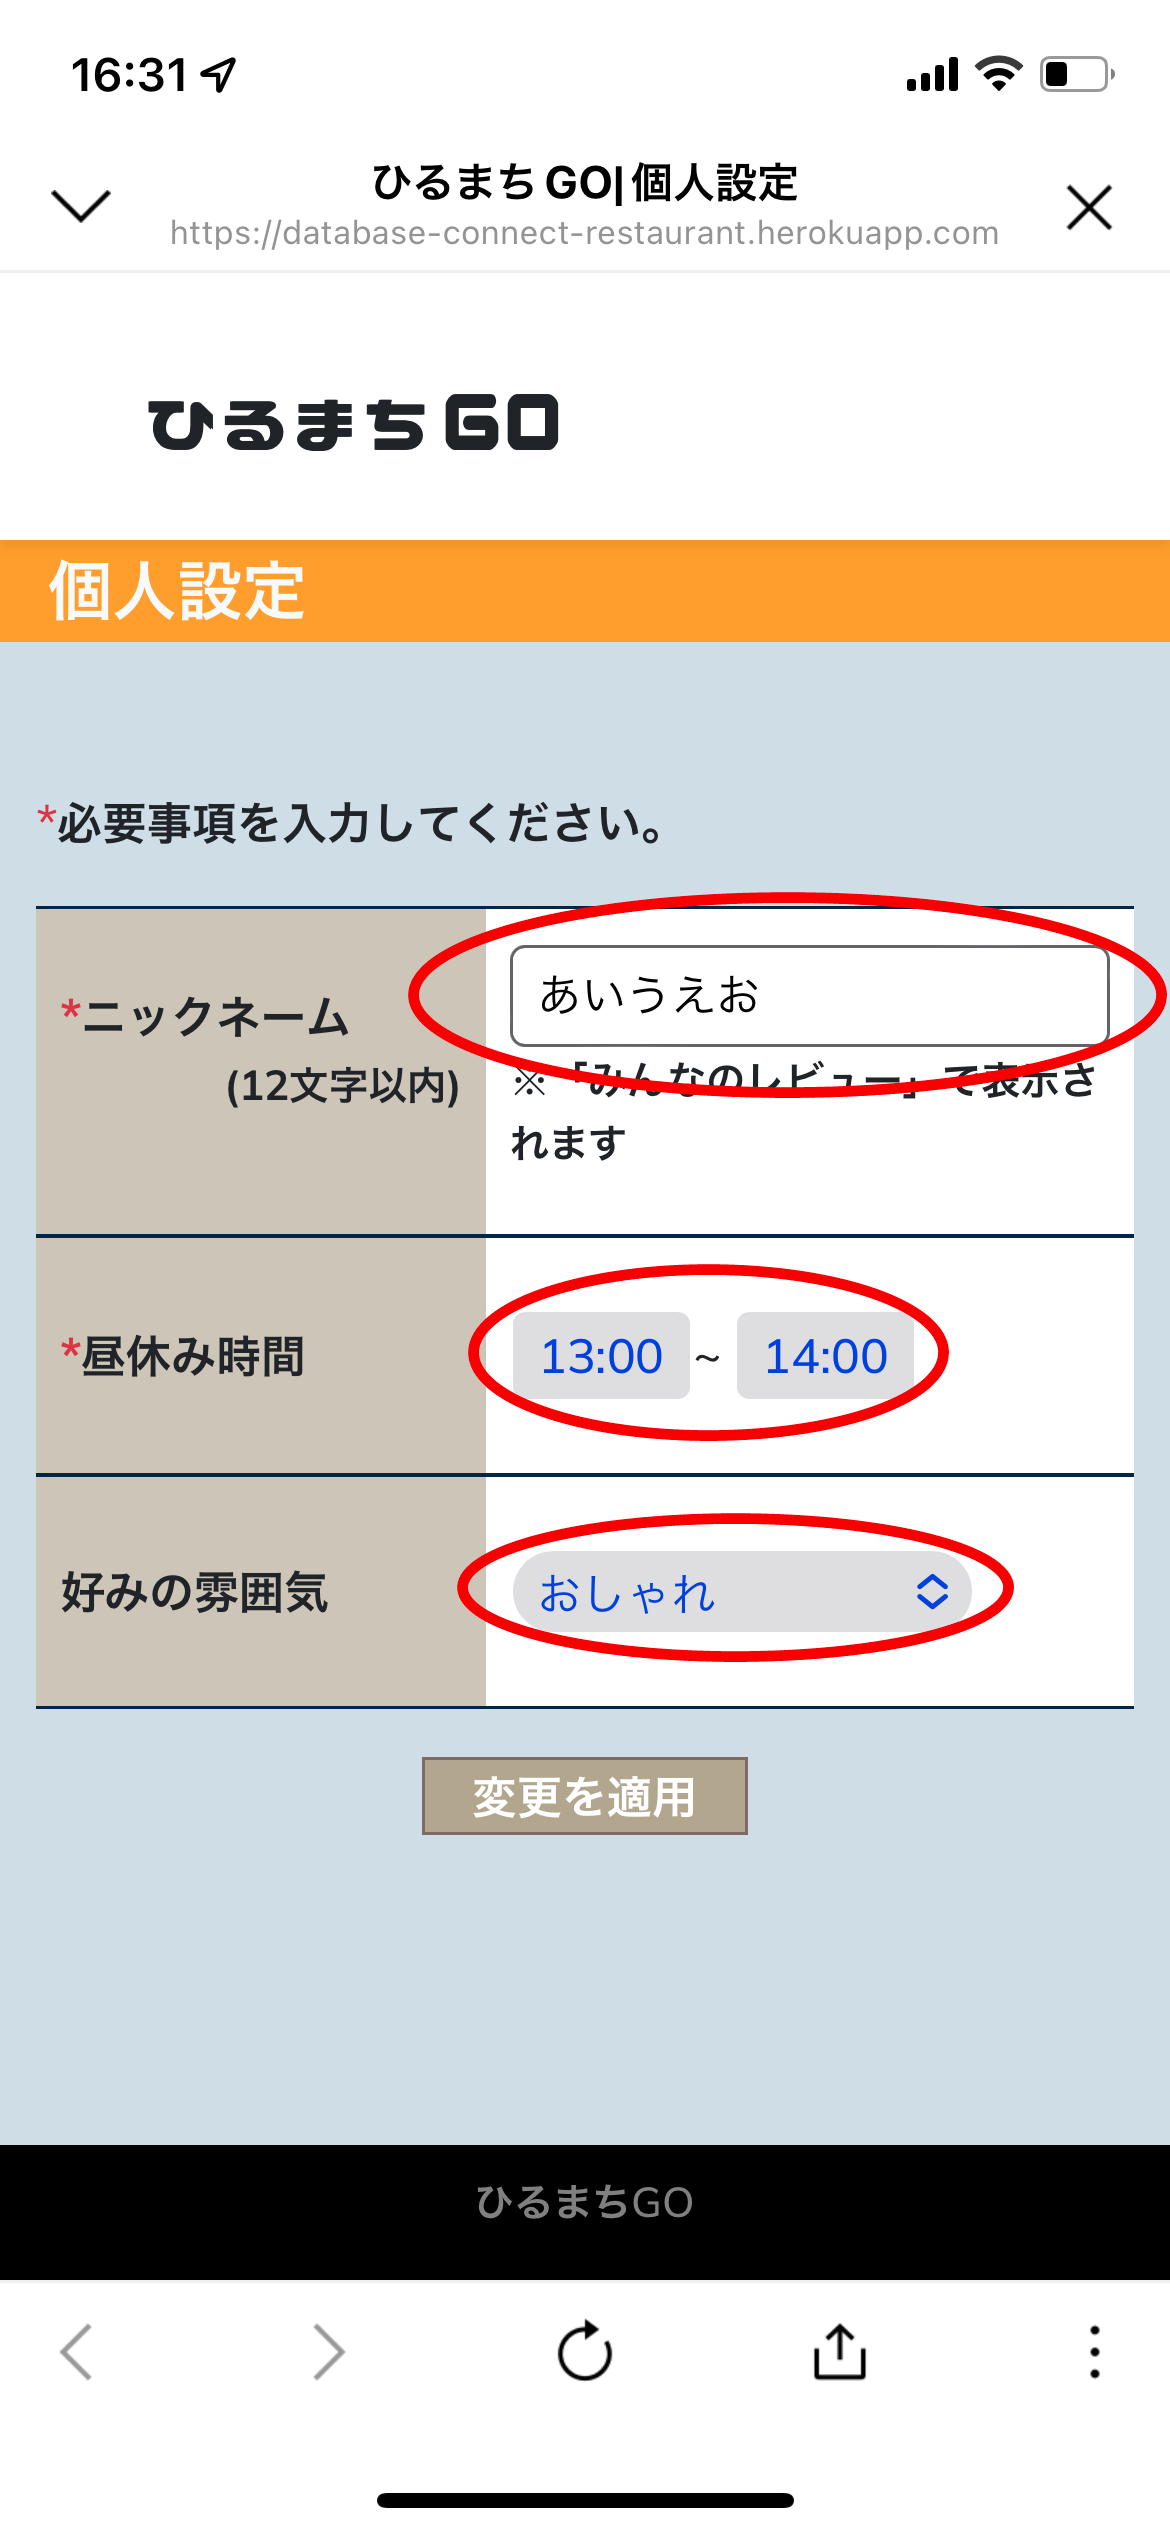 16:31
ひるまちGO|個人設定
https://database-connect-restaurant.herokuapp.com
ひるまちGO
個人設定
*必要事項を入力してください。
*ニックネーム
(12文字以内)
あいうえお
※「みんなのレビュー」で表示さ
れます
*昼休み時間
13:00 ~ 14:00
好みの雰囲気
おしゃれ
変更を適用
ひるまちGO